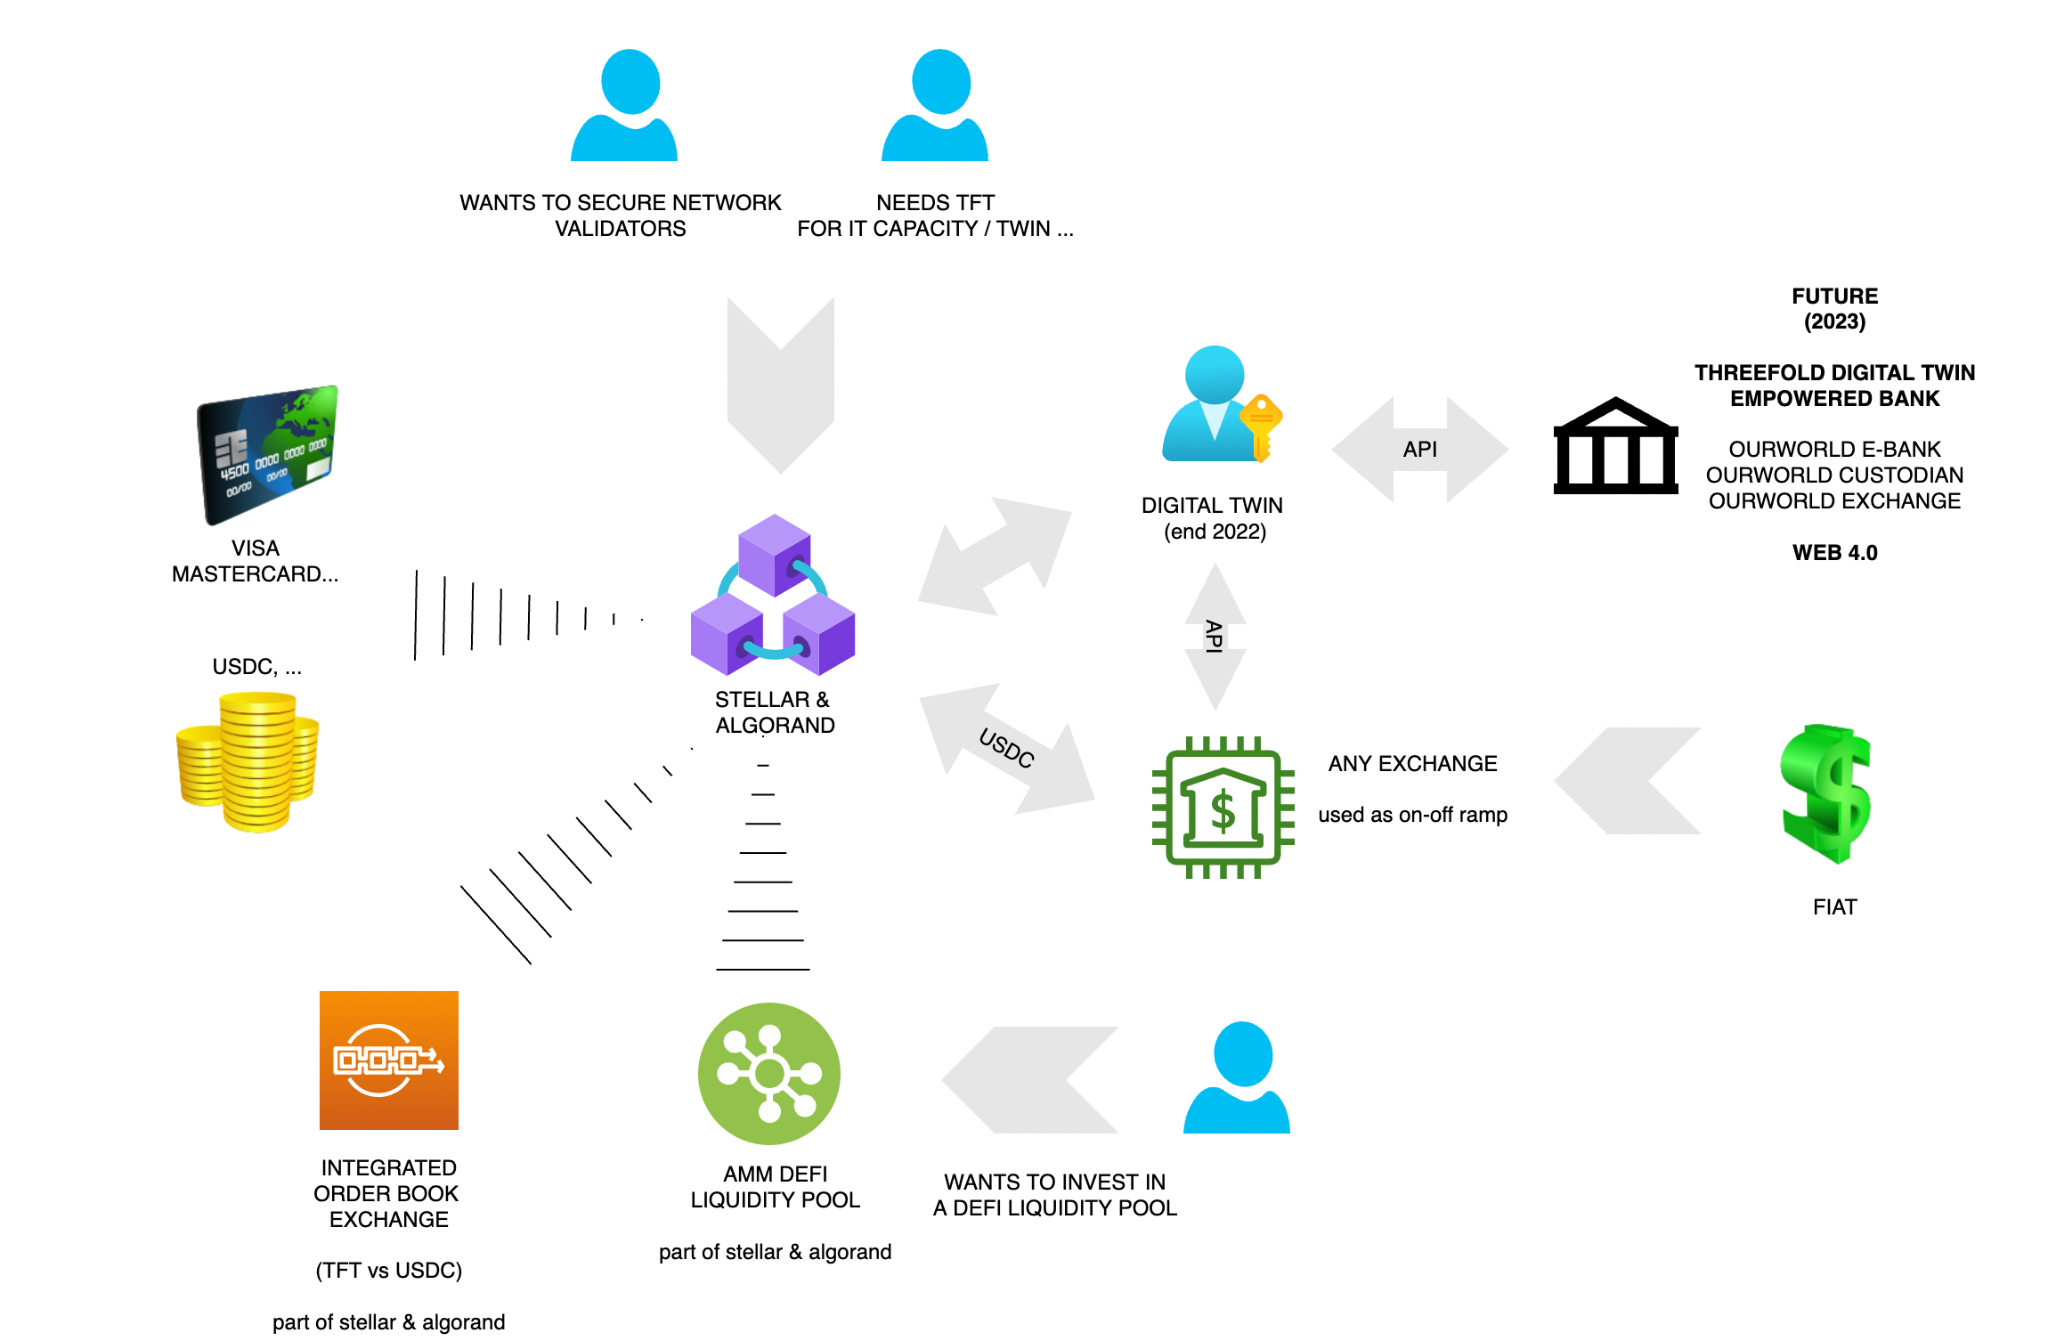 WANTS TO SECURE NETWORK
VALIDATORS
NEEDS TFT
FOR IT CAPACITY / TWIN ...
FUTURE
(2023)
THREEFOLD DIGITAL TWIN
EMPOWERED BANK
OURWORLD E-BANK
OURWORLD CUSTODIAN
OURWORLD EXCHANGE
WEB 4.0
API
DIGITAL TWIN
(end 2022)
API
4500 0000 0000 0000
00/00 00/00
VISA
MASTERCARD...
USDC, ...
STELLAR &
ALGORAND
USDC
$
ANY EXCHANGE
used as on-off ramp
$
FIAT
INTEGRATED
ORDER BOOK
EXCHANGE
(TFT vs USDC)
part of stellar & algorand
AMM DEFI
LIQUIDITY POOL
part of stellar & algorand
WANTS TO INVEST IN
A DEFI LIQUIDITY POOL